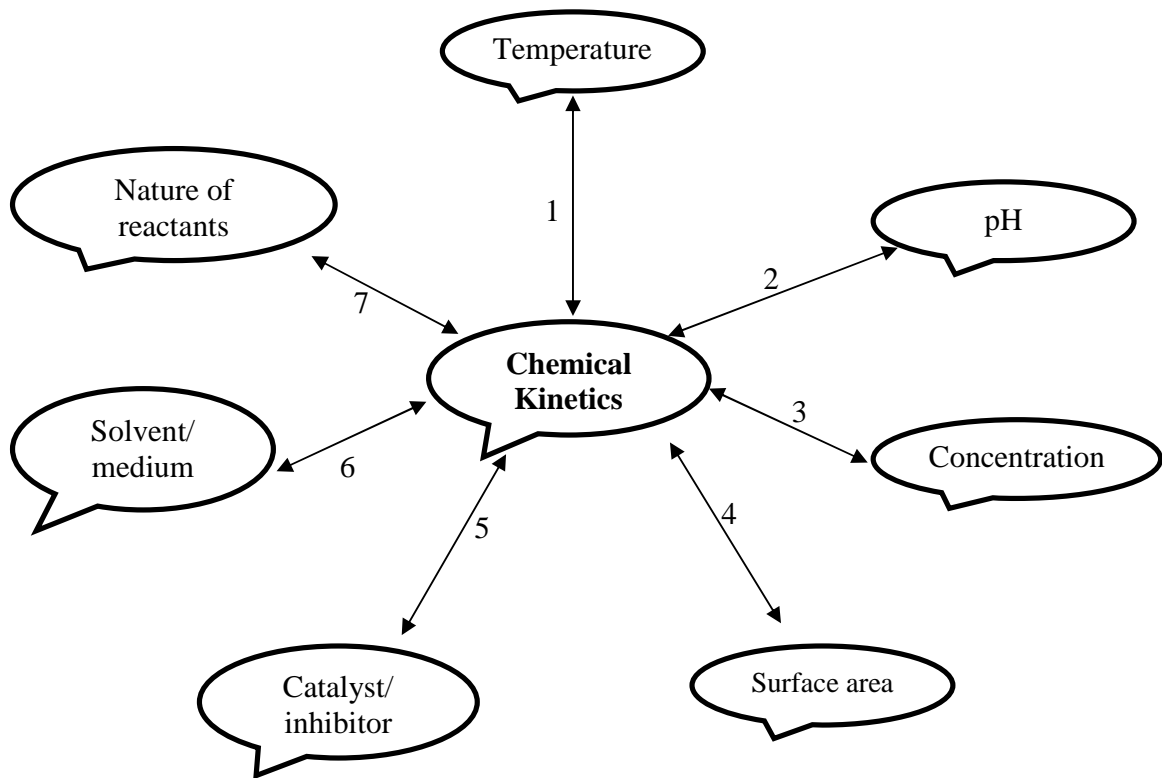 Temperature
Nature of
reactants
1
pH
2
7
Chemical
Kinetics
3
Solvent/
medium
Concentration
6
4
5
Catalyst/
inhibitor
Surface area